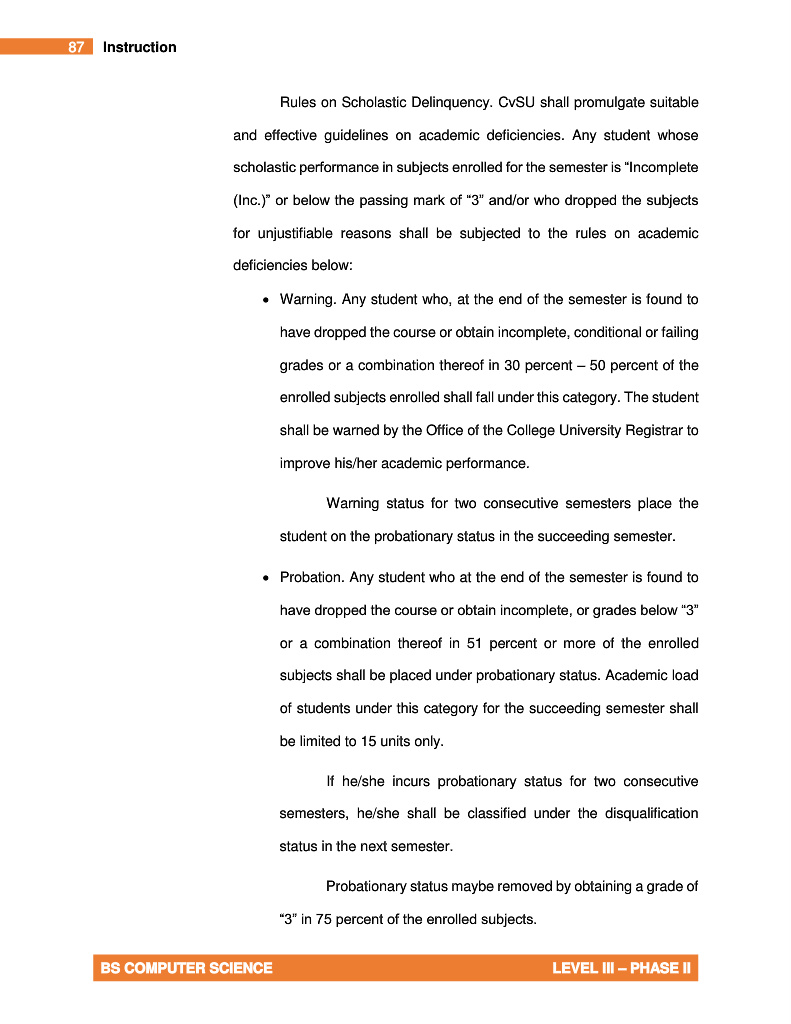 87 Instruction
Rules on Scholastic Delinquency. CvSU shall promulgate suitable
and effective guidelines on academic deficiencies. Any student whose
scholastic performance in subjects enrolled for the semester is “Incomplete
(Inc.)” or below the passing mark of “3” and/or who dropped the subjects
for unjustifiable reasons shall be subjected to the rules on academic
deficiencies below:
• Warning. Any student who, at the end of the semester is found to
have dropped the course or obtain incomplete, conditional or failing
grades or a combination thereof in 30 percent – 50 percent of the
enrolled subjects enrolled shall fall under this category. The student
shall be warned by the Office of the College University Registrar to
improve his/her academic performance.
Warning status for two consecutive semesters place the
student on the probationary status in the succeeding semester.
• Probation. Any student who at the end of the semester is found to
have dropped the course or obtain incomplete, or grades below “3”
or a combination thereof in 51 percent or more of the enrolled
subjects shall be placed under probationary status. Academic load
of students under this category for the succeeding semester shall
be limited to 15 units only.
If he/she incurs probationary status for two consecutive
semesters, he/she shall be classified under the disqualification
status in the next semester.
Probationary status maybe removed by obtaining a grade of
“3” in 75 percent of the enrolled subjects.
BS COMPUTER SCIENCE LEVEL III – PHASE II